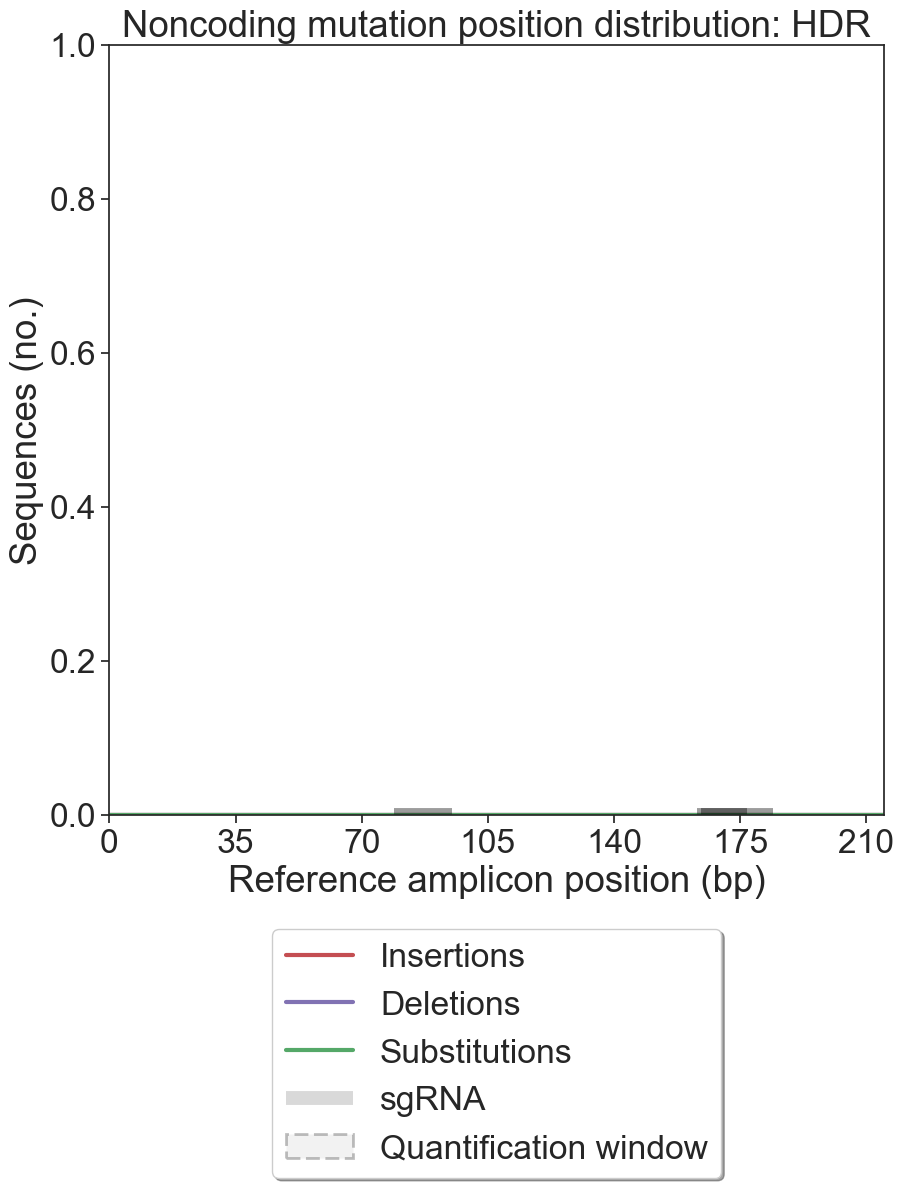 Noncoding mutation position distribution: HDR
1.0
0.8
0.6
0.4
0.2
0.0
Sequences (no.)
0 35 70 105 140 175 210
Reference amplicon position (bp)
Insertions
Deletions
Substitutions
sgRNA
Quantification window